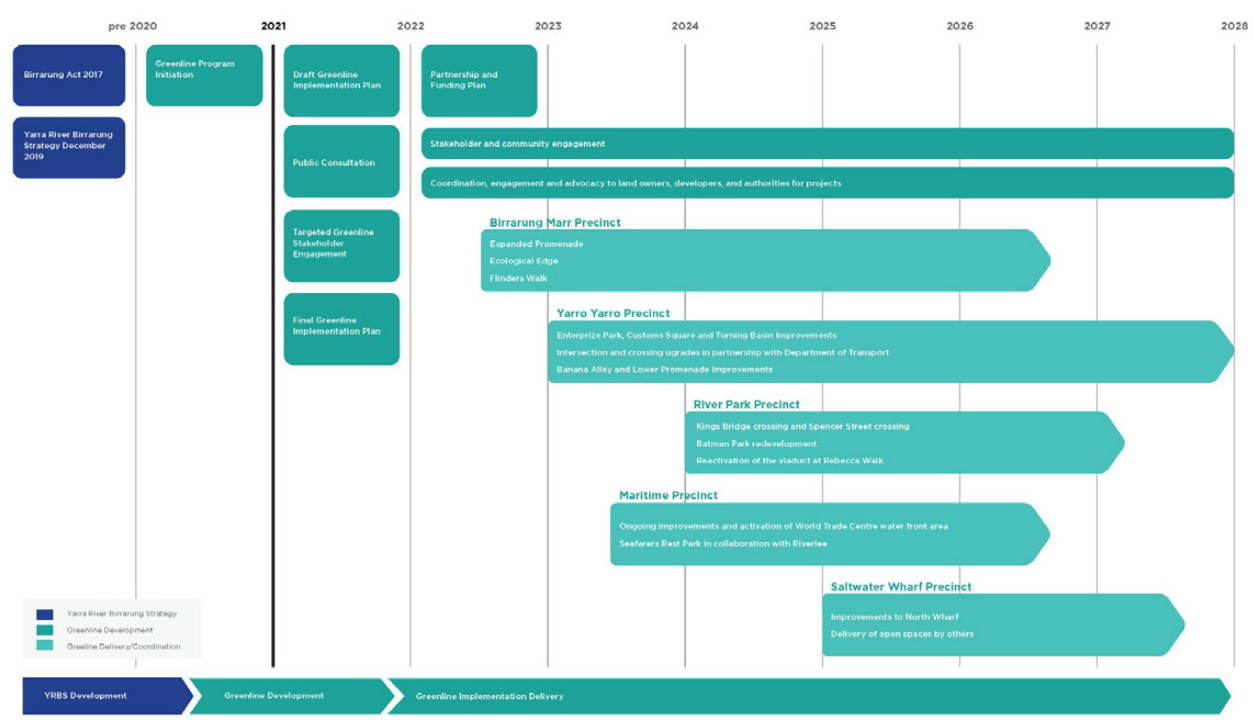 pre 2020
2021
2022
2023
2024
2025
2026
2027
2028
Birrarung Act 2017
Greenline Program
Initiation
Draft Greenline
Implementation Plan
Partnership and
Funding Plan
Yarra River Birrarung
Strategy December
2019
Public Consultation
Stakeholder and community engagement
Coordination, engagement and advocacy to land owners, developers, and authorities for projects
Targeted Greenline
Stakeholder
Engagement
Birrarung Marr Precinct
Expanded Promenade
Ecological Edge
Flinders Walk
Final Greenline
Implementation Plan
Yarro Yarro Precinct
Enterprize Park, Customs Square and Turning Basin Improvements
Intersection and crossing ugrades in partnership with Department of Transport
Banana Alley and Lower Promenade Improvements
River Park Precinct
Kings Bridge crossing and Spencer Street crossing
Batman Park redevelopment
Reactivation of the viaduct at Rebecca Walk
Maritime Precinct
Ongoing improvements and activation of World Trade Centre water front area
Seafarers Rest Park in collaboration with Riverlee
Saltwater Wharf Precinct
Improvements to North Wharf
Delivery of open spaces by others
Yarra River Birrarung Strategy
Greenline Development
Greeline Delivery/Coordination
YRBS Development
Greenline Development
Greenline Implementation Delivery